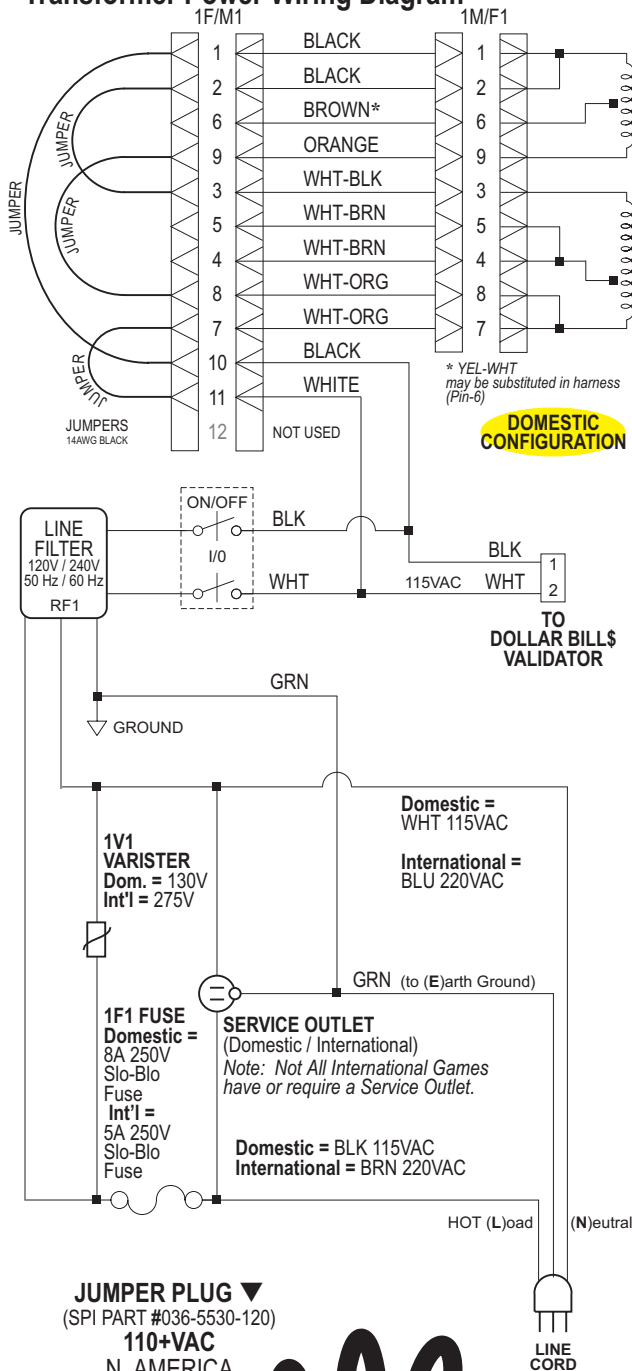 Transformer Power Wiring Diagram
1F/M1
1M/F1
1 BLACK 1
2 BLACK 2
6 BROWN* 6
9 ORANGE 9
3 WHT-BLK 3
5 WHT-BRN 5
4 WHT-BRN 4
8 WHT-ORG 8
7 WHT-ORG 7
10 BLACK
11 WHITE
12 NOT USED
JUMPER
JUMPER
JUMPER
JUMPER
JUMPERS
14AWG BLACK
* YEL-WHT
may be substituted in harness
(Pin-6)
DOMESTIC
CONFIGURATION
LINE
FILTER
120V / 240V
50 Hz / 60 Hz
RF1
ON/OFF
I/0
BLK
WHT
115VAC
BLK 1
WHT 2
TO
DOLLAR BILL$
VALIDATOR
GRN
GROUND
Domestic =
WHT 115VAC
International =
BLU 220VAC
1V1
VARISTER
Dom. = 130V
Int'l = 275V
GRN (to (E)arth Ground)
1F1 FUSE
Domestic =
8A 250V
Slo-Blo
Fuse
Int'l =
5A 250V
Slo-Blo
Fuse
SERVICE OUTLET
(Domestic / International)
Note: Not All International Games
have or require a Service Outlet.
Domestic = BLK 115VAC
International = BRN 220VAC
HOT (L)oad
(N)eutral
LINE
CORD
JUMPER PLUG ▼
(SPI PART #036-5530-120)
110+VAC
N. AMERICA